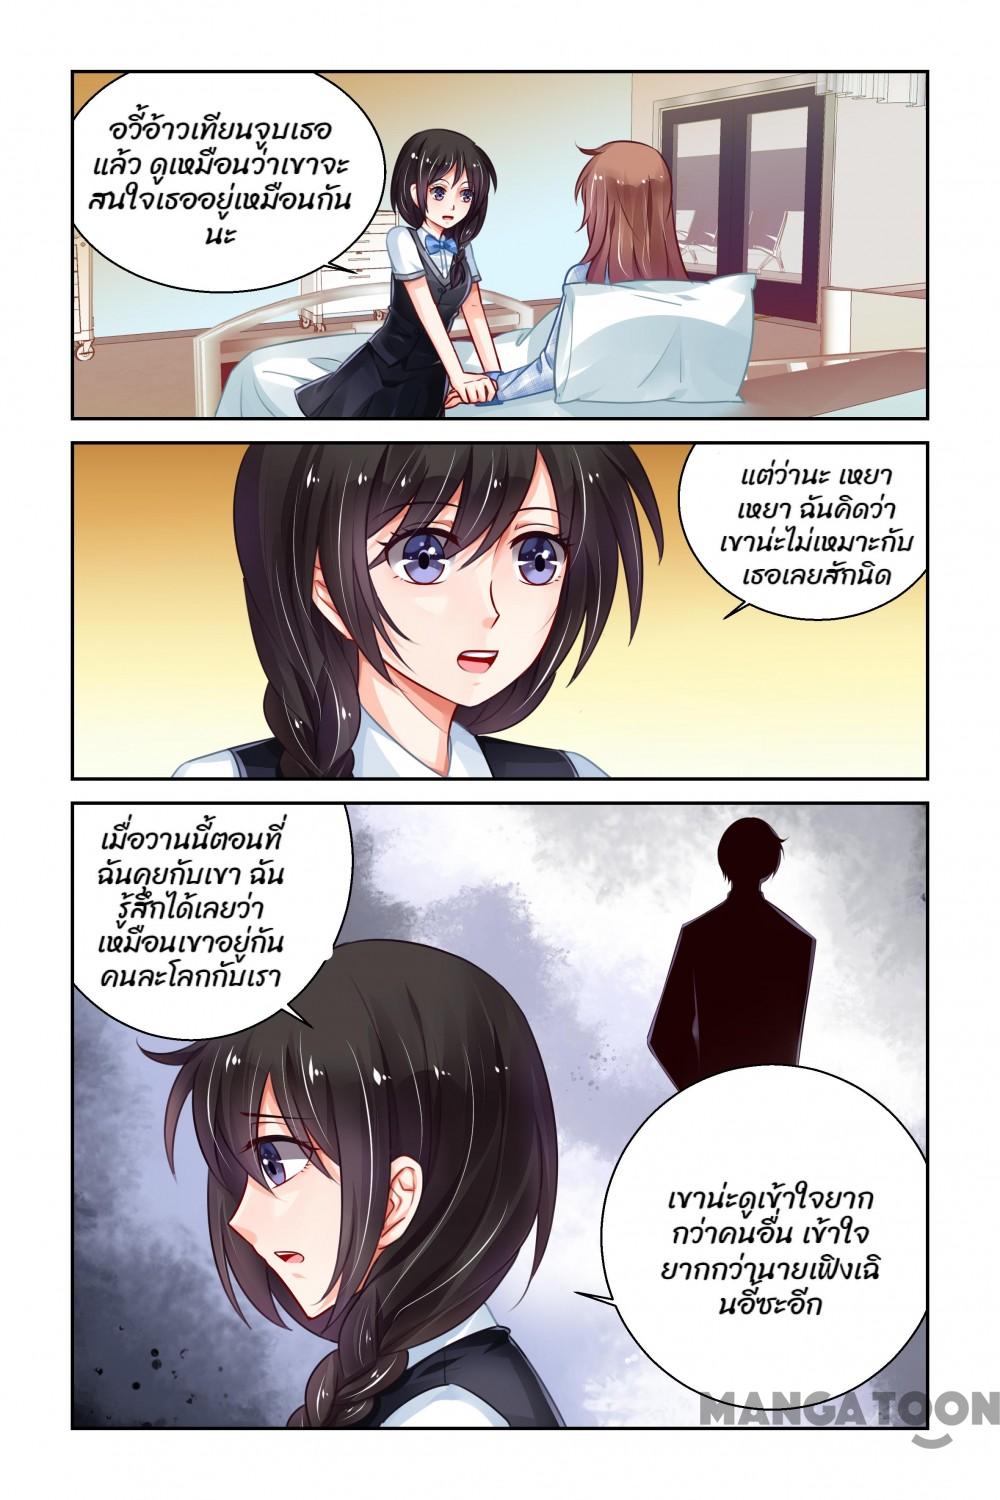 อวี้อ้าวเทียนจูบเธอ
แล้ว ดูเหมือนว่าเขาจะ
สนใจเธออยู่เหมือนกัน
นะ
แต่ว่านะ เหยา
เหยา ฉันคิดว่า
เขาน่ะไม่เหมาะกับ
เธอเลยสักนิด
เมื่อวานนี้ตอนที่
ฉันคุยกับเขา ฉัน
รู้สึกได้เลยว่า
เหมือนเขาอยู่กัน
คนละโลกกับเรา
เขาน่ะดูเข้าใจยาก
กว่าคนอื่น เข้าใจ
ยากกว่านายเฟิงเฉิ
นอี้ซะอีก
MANGATOON